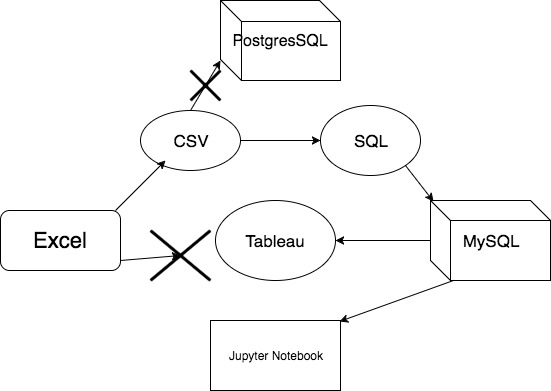 PostgresSQL
CSV
SQL
Excel
Tableau
MySQL
Jupyter Notebook